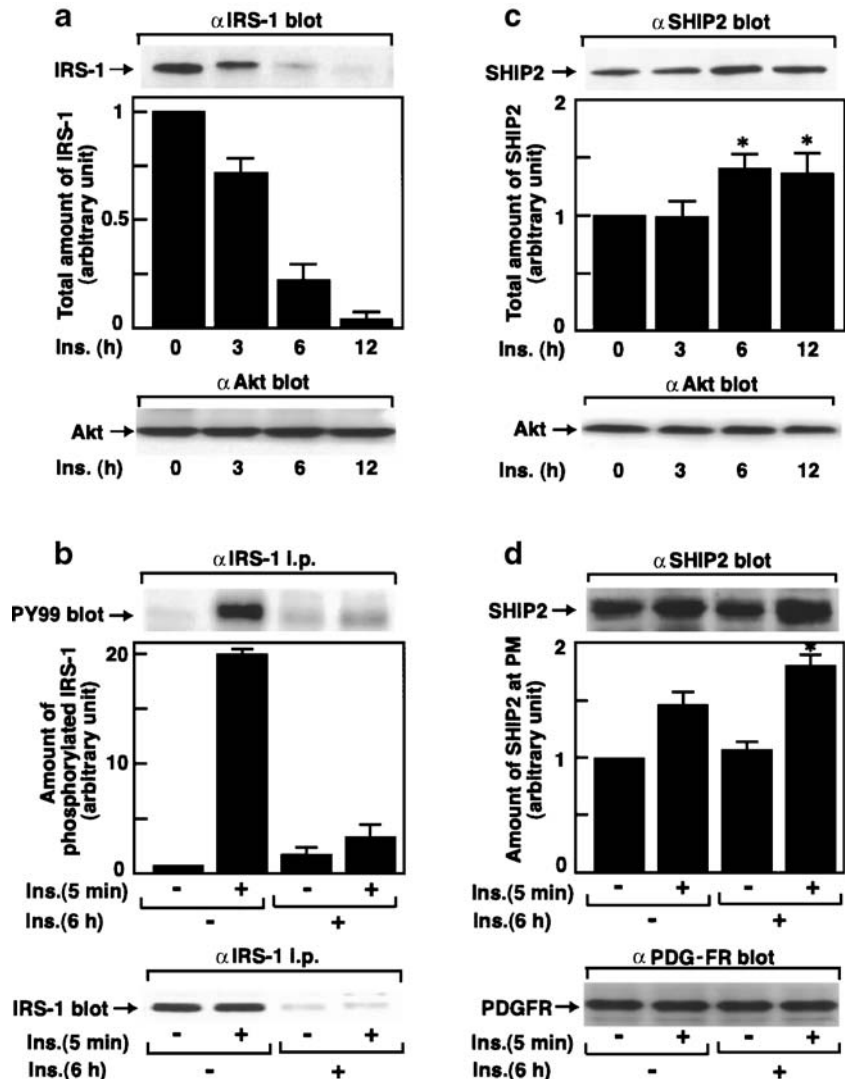 a
α IRS-1 blot
IRS-1
1
0.5
0
Total amount of IRS-1
(arbitrary unit)
Ins. (h) 0 3 6 12
α Akt blot
Akt
Ins. (h) 0 3 6 12
b
α IRS-1 I.p.
PY99 blot
20
10
0
Amount of
phosphorylated IRS-1
(arbitrary unit)
Ins.(5 min) - + - +
Ins.(6 h) - +
α IRS-1 I.p.
IRS-1 blot
Ins.(5 min) - + - +
Ins.(6 h) - +
c
α SHIP2 blot
SHIP2
2
1
0
Total amount of SHIP2
(arbitrary unit)
* *
Ins. (h) 0 3 6 12
α Akt blot
Akt
Ins. (h) 0 3 6 12
d
α SHIP2 blot
SHIP2
2
1
0
Amount of SHIP2 at PM
(arbitrary unit)
*
Ins.(5 min) - + - +
Ins.(6 h) - +
α PDG-FR blot
PDGFR
Ins.(5 min) - + - +
Ins.(6 h) - +